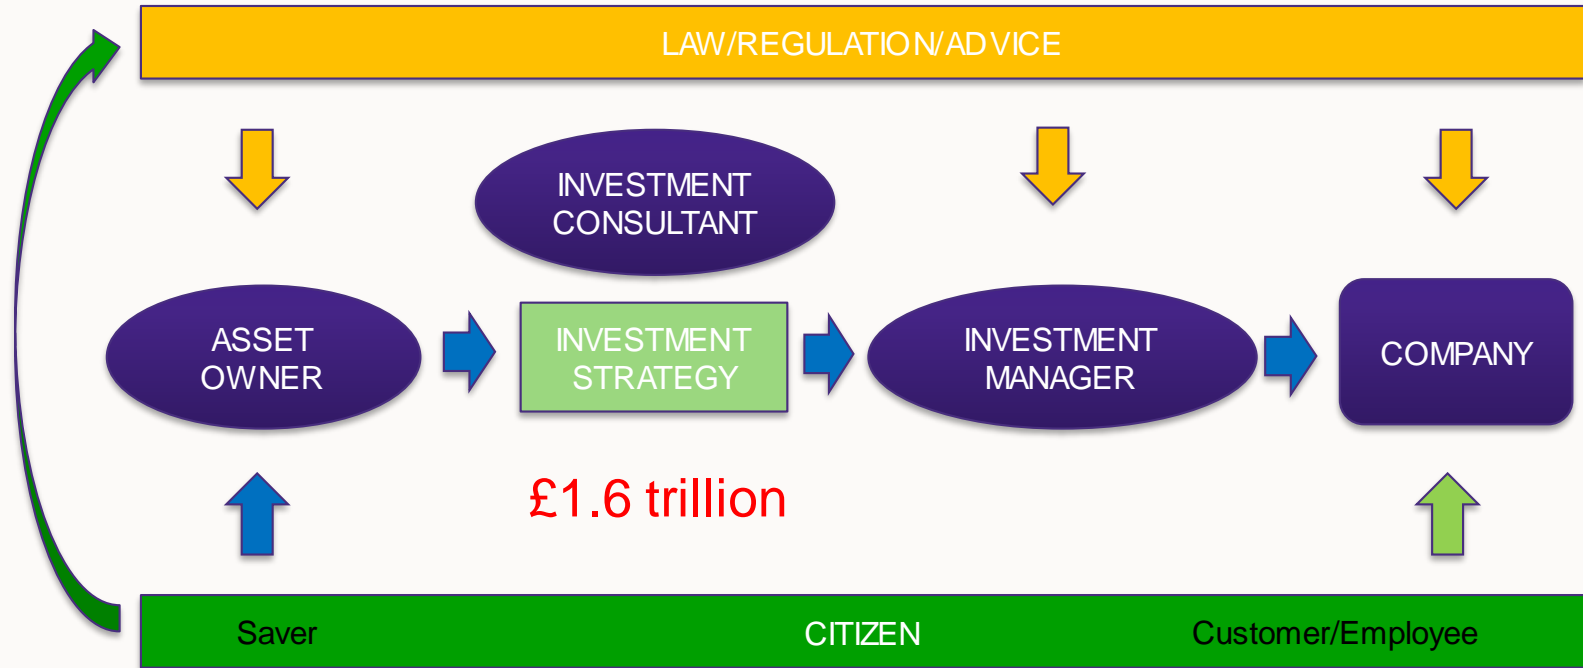 LAW/REGULATION/ADVICE
INVESTMENT
CONSULTANT
ASSET
OWNER
INVESTMENT
STRATEGY
INVESTMENT
MANAGER
COMPANY
£1.6 trillion
Saver
CITIZEN
Customer/Employee